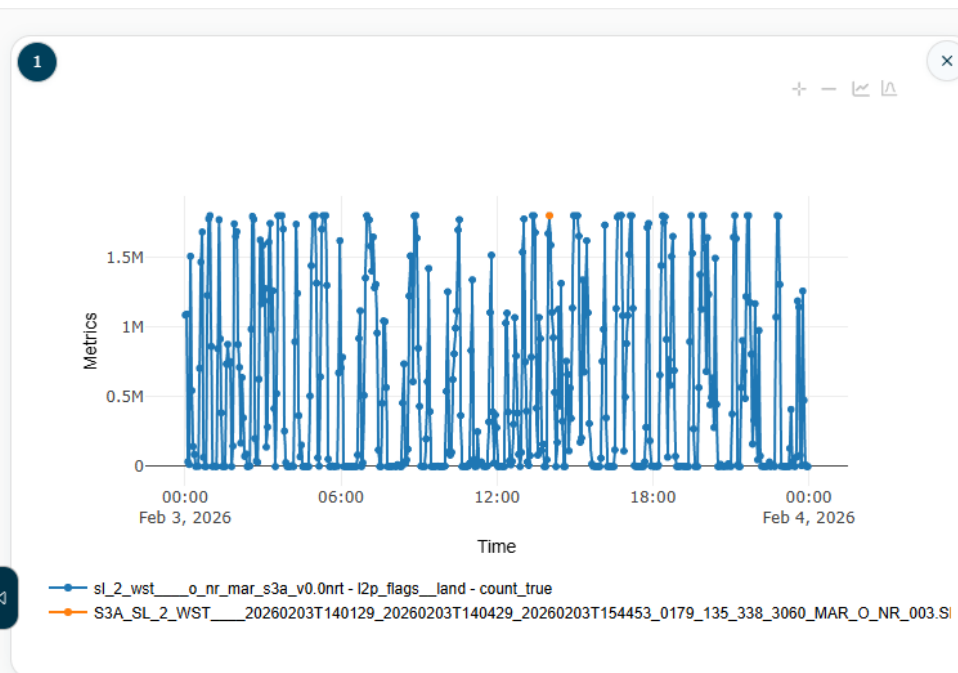 1
×
1.5M
1M
0.5M
0
Metrics
00:00
Feb 3, 2026
06:00
12:00
18:00
00:00
Feb 4, 2026
Time
sl_2_wst____o_nr_mar_s3a_v0.0nrt - l2p_flags__land - count_true
S3A_SL_2_WST____20260203T140129_20260203T140429_20260203T154453_0179_135_338_3060_MAR_O_NR_003.S